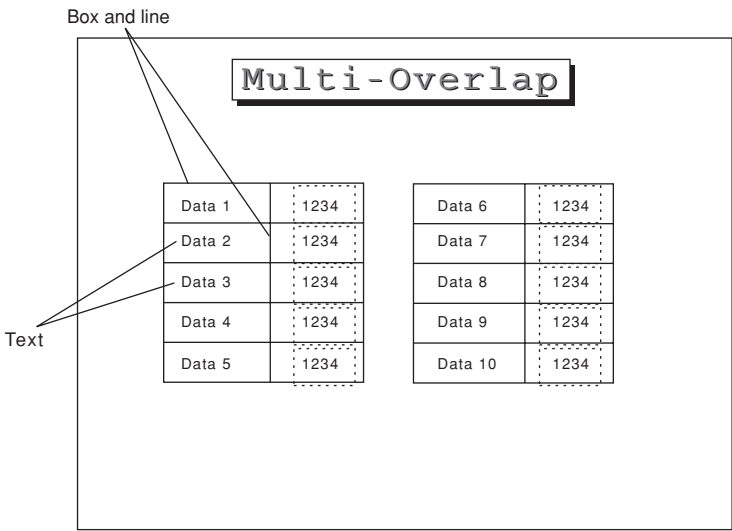 Box and line
Multi-Overlap
Data 1 1234 Data 6 1234
Data 2 1234 Data 7 1234
Data 3 1234 Data 8 1234
Data 4 1234 Data 9 1234
Data 5 1234 Data 10 1234
Text